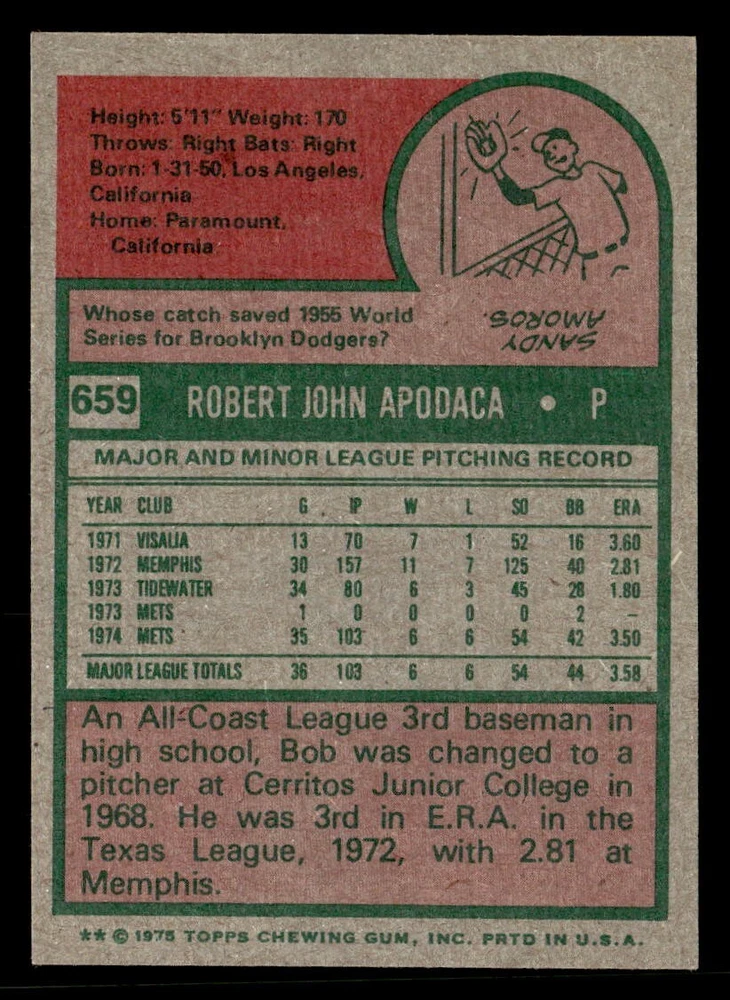 Height: 5'11" Weight: 170
Throws: Right Bats: Right
Born: 1-31-50, Los Angeles,
California
Home: Paramount,
California
Whose catch saved 1955 World
Series for Brooklyn Dodgers?
SANDY
AMOROS.
659 ROBERT JOHN APODACA • P
MAJOR AND MINOR LEAGUE PITCHING RECORD
YEAR CLUB G IP W L SO BB ERA
1971 VISALIA 13 70 7 1 52 16 3.60
1972 MEMPHIS 30 157 11 7 125 40 2.81
1973 TIDEWATER 34 80 6 3 45 28 1.80
1973 METS 1 0 0 0 0 2 —
1974 METS 35 103 6 6 54 42 3.50
MAJOR LEAGUE TOTALS 36 103 6 6 54 44 3.58
An All-Coast League 3rd baseman in
high school, Bob was changed to a
pitcher at Cerritos Junior College in
1968. He was 3rd in E.R.A. in the
Texas League, 1972, with 2.81 at
Memphis.
** © 1975 TOPPS CHEWING GUM, INC. PRTD IN U.S.A.